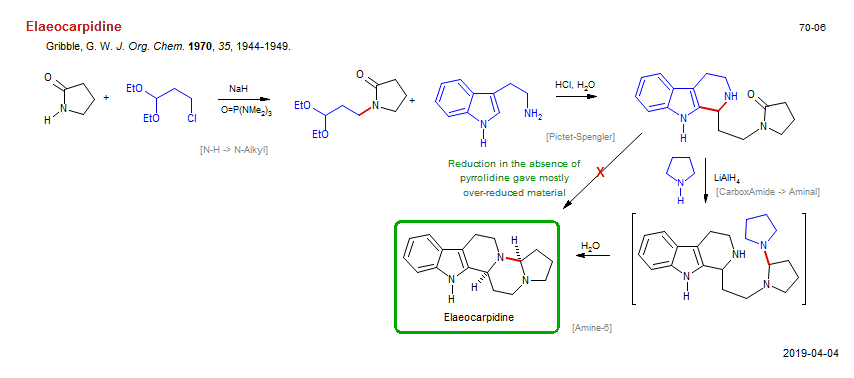 Elaeocarpidine
70-06
Gribble, G. W. J. Org. Chem. 1970, 35, 1944-1949.
O
N
H
+
EtO
EtO
Cl
NaH
O=P(NMe2)3
[N-H -> N-Alkyl]
O
EtO
N
EtO
+
N
H
NH2
HCl, H2O
[Pictet-Spengler]
NH
O
N
H
N
Reduction in the absence of
pyrrolidine gave mostly
over-reduced material
X
N
H
LiAlH4
[CarboxAmide -> Aminal]
H
N
N
H
H
N
Elaeocarpidine
H2O
[Amine-6]
N
NH
N
H
N
2019-04-04